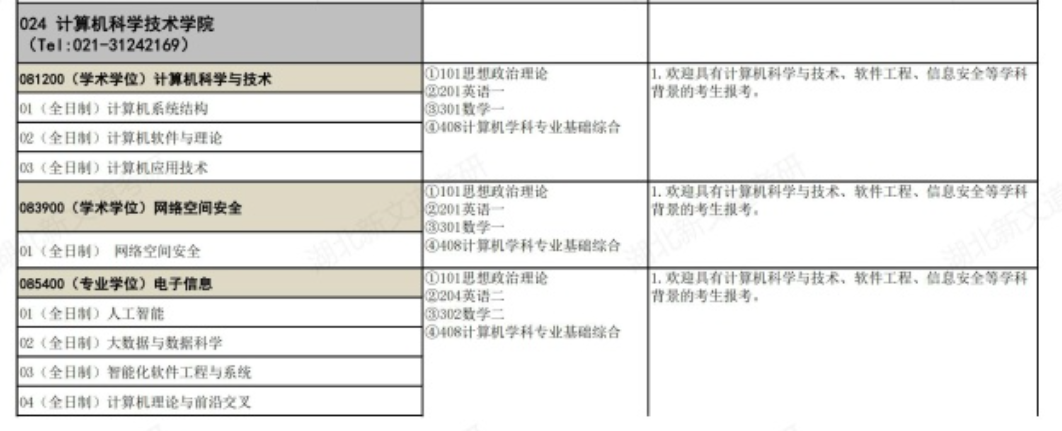 024 计算机科学技术学院
（Tel:021-31242169）
081200（学术学位）计算机科学与技术
①101思想政治理论
②201英语一
③301数学一
④408计算机学科专业基础综合
1.欢迎具有计算机科学与技术、软件工程、信息安全等学科
背景的考生报考。
01（全日制）计算机系统结构
02（全日制）计算机软件与理论
03（全日制）计算机应用技术
083900（学术学位）网络空间安全
①101思想政治理论
②201英语一
③301数学一
④408计算机学科专业基础综合
1.欢迎具有计算机科学与技术、软件工程、信息安全等学科
背景的考生报考。
01（全日制） 网络空间安全
085400（专业学位）电子信息
①101思想政治理论
②204英语二
③302数学二
④408计算机学科专业基础综合
1.欢迎具有计算机科学与技术、软件工程、信息安全等学科
背景的考生报考。
01（全日制）人工智能
02（全日制）大数据与数据科学
03（全日制）智能化软件工程与系统
04（全日制）计算机理论与前沿交叉
湖北新文道考研